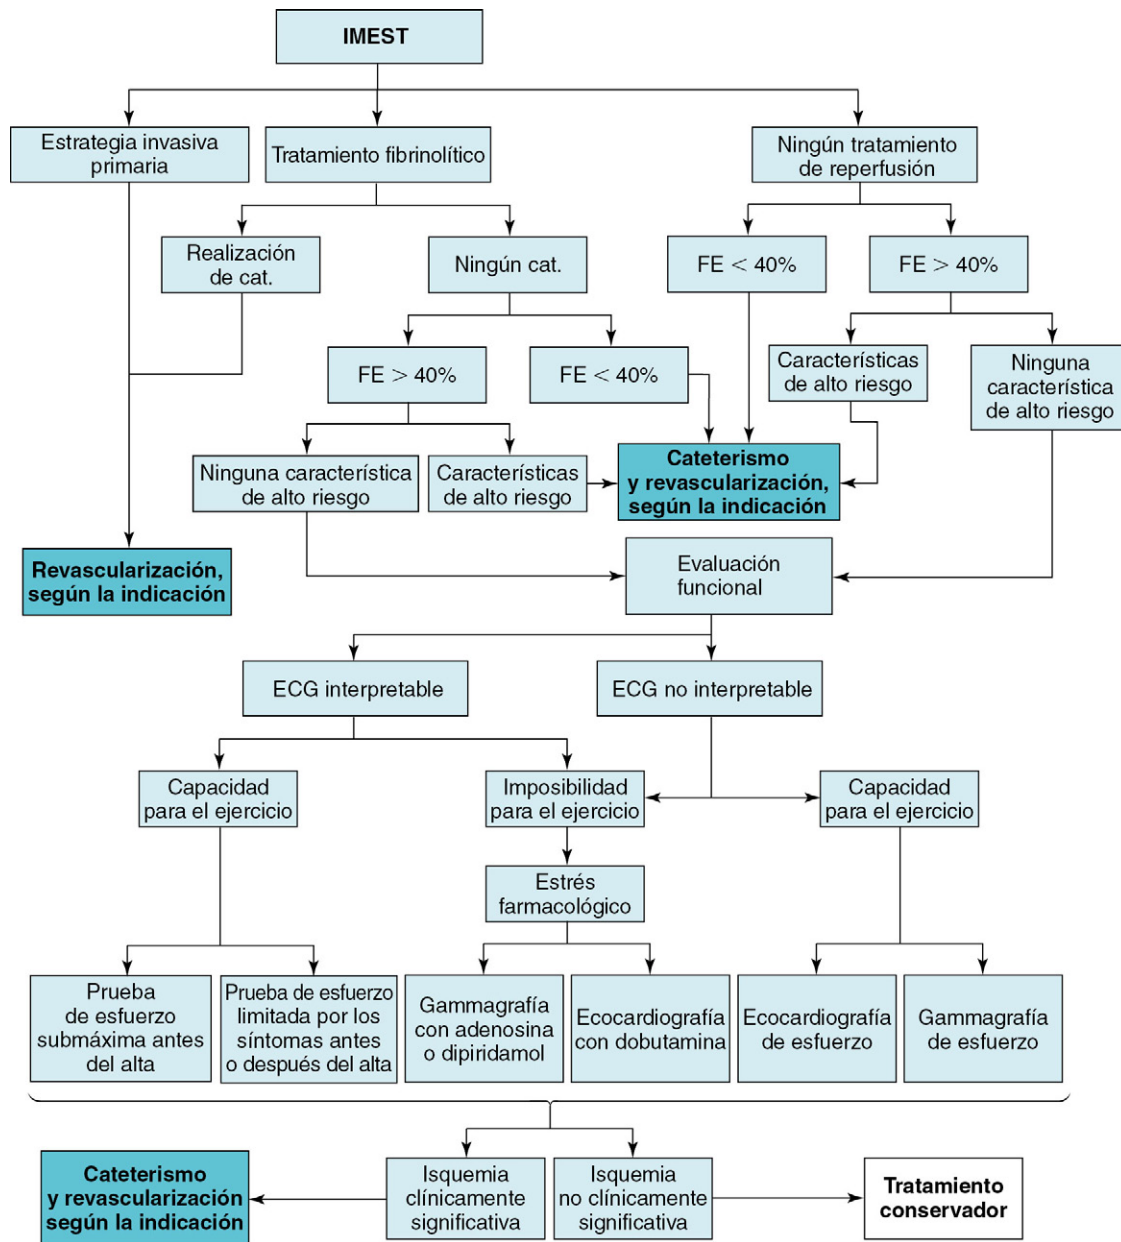 IMEST
Estrategia invasiva
primaria
Tratamiento fibrinolítico
Ningún tratamiento
de reperfusión
Realización
de cat.
Ningún cat.
FE < 40%
FE > 40%
FE > 40%
FE < 40%
Características
de alto riesgo
Ninguna
característica
de alto riesgo
Ninguna característica
de alto riesgo
Características
de alto riesgo
Cateterismo
y revascularización,
según la indicación
Revascularización,
según la indicación
Evaluación
funcional
ECG interpretable
ECG no interpretable
Capacidad
para el ejercicio
Imposibilidad
para el ejercicio
Capacidad
para el ejercicio
Estrés
farmacológico
Prueba
de esfuerzo
submáxima antes
del alta
Prueba de esfuerzo
limitada por los
síntomas antes
o después del alta
Gammagrafía
con adenosina
o dipiridamol
Ecocardiografía
con dobutamina
Ecocardiografía
de esfuerzo
Gammagrafía
de esfuerzo
Cateterismo
y revascularización
según la indicación
Isquemia
clínicamente
significativa
Isquemia
no clínicamente
significativa
Tratamiento
conservador